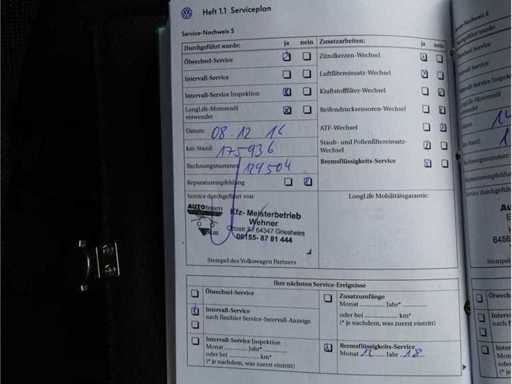 Heft 1.1 Serviceplan
Service-Nachweis 5
Durchgeführt wurde: ja nein Zusatzarbeiten: ja nein
Ölwechsel-Service Zündkerzen-Wechsel
Intervall-Service Luftfiltereinsatz-Wechsel
Intervall-Service Inspektion Kraftstofffilter-Wechsel
LongLife-Motorenöl verwendet Reifendruckensoren-Wechsel
Datum: 08 12 16 ATF-Wechsel
km-Stand: 175936 Staub- und Pollenfiltereinsatz-Wechsel
Rechnungsnummer: 129504 Bremsflüssigkeits-Service
Reparaturempfehlung
Service durchgeführt von: LongLife Mobilitätsgarantie:
AUTO team
Kfz-Meisterbetrieb
Wehner
64347 Griesheim
06155- 87 81 444
Stempel des Volkswagen Partners
Ihre nächsten Service-Ereignisse
Ölwechsel-Service Zusatzumfänge
Monat Jahr*
Intervall-Service oder bei km*
nach flexibler Service-Intervall-Anzeige (* je nachdem, was zuerst eintritt)
Intervall-Service Inspektion Bremsflüssigkeits-Service
Monat Jahr* Monat 12 Jahr 18
oder bei km*
(* je nachdem, was zuerst eintritt)